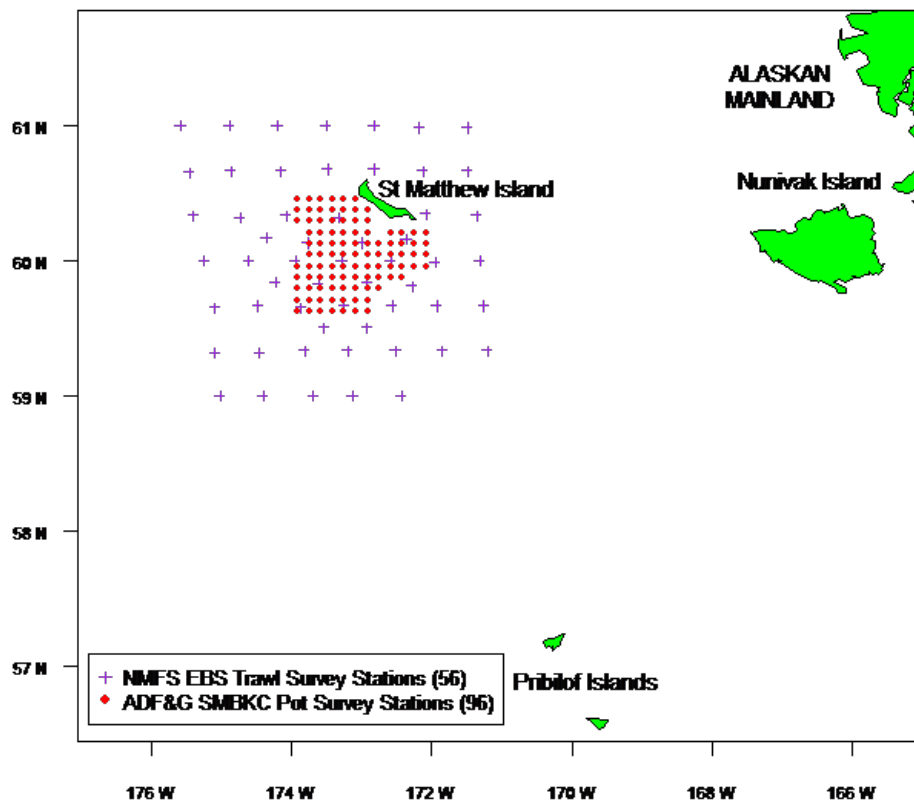 ALASKAN
MAINLAND
61 N
St Matthew Island
Nunivak Island
60 N
59 N
58 N
57 N
NMFS EBS Trawl Survey Stations (56)
ADF&G SMBKC Pot Survey Stations (96)
Pribilof Islands
176 W 174 W 172 W 170 W 168 W 166 W